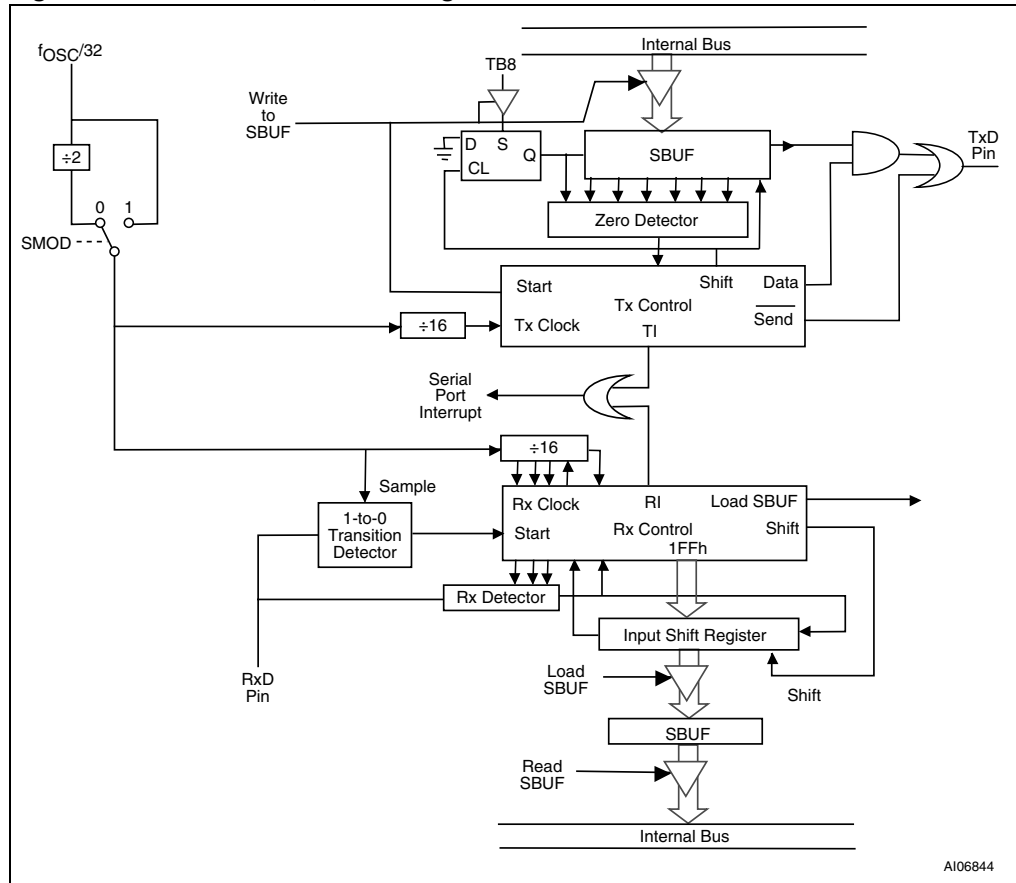 fOSC/32
÷2
0 1
SMOD
Write
to
SBUF
TB8
Internal Bus
D S
Q
CL
SBUF
TxD
Pin
Zero Detector
Start
Shift
Data
Tx Control
Send
Tx Clock
TI
÷16
Serial
Port
Interrupt
÷16
Sample
1-to-0
Transition
Detector
Rx Clock
RI
Load SBUF
Start
Rx Control
Shift
1FFh
Rx Detector
Input Shift Register
RxD
Pin
Load
SBUF
Shift
SBUF
Read
SBUF
Internal Bus
AI06844